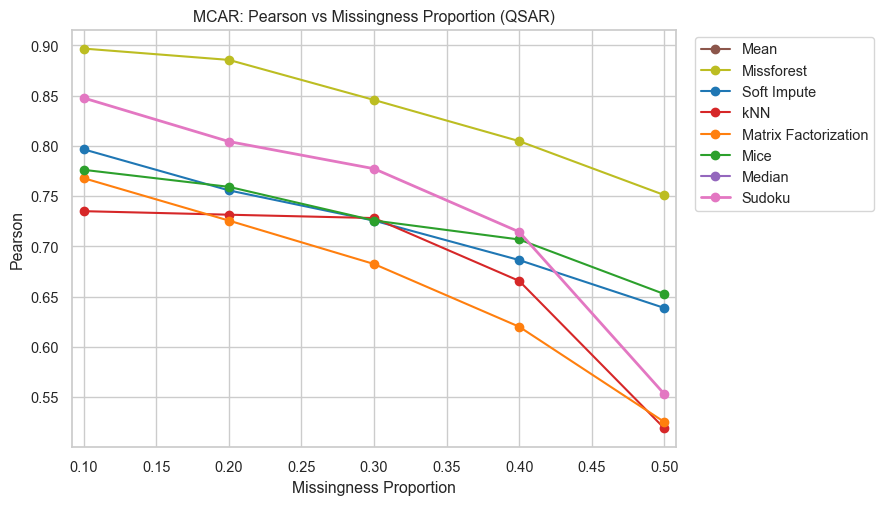 MCAR: Pearson vs Missingness Proportion (QSAR)
0.90
0.85
0.80
0.75
0.70
0.65
0.60
0.55
Pearson
0.10 0.15 0.20 0.25 0.30 0.35 0.40 0.45 0.50
Missingness Proportion
Mean
Missforest
Soft Impute
kNN
Matrix Factorization
Mice
Median
Sudoku